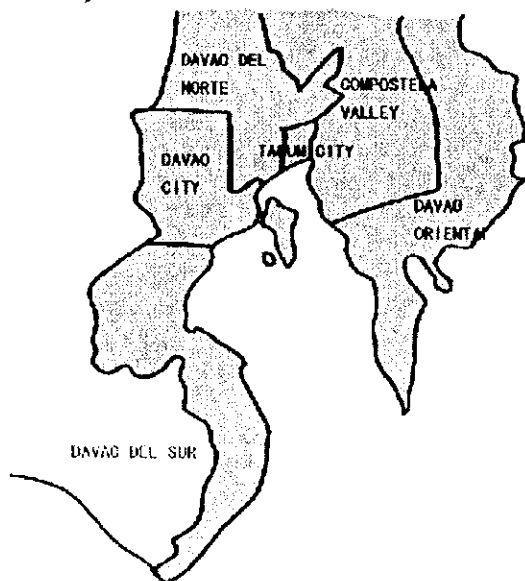 DAVAO DEL
NORTE
COMPOSTELA
VALLEY
TAGUM CITY
DAVAO
CITY
DAVAO
ORIENTAL
DAVAO DEL SUR